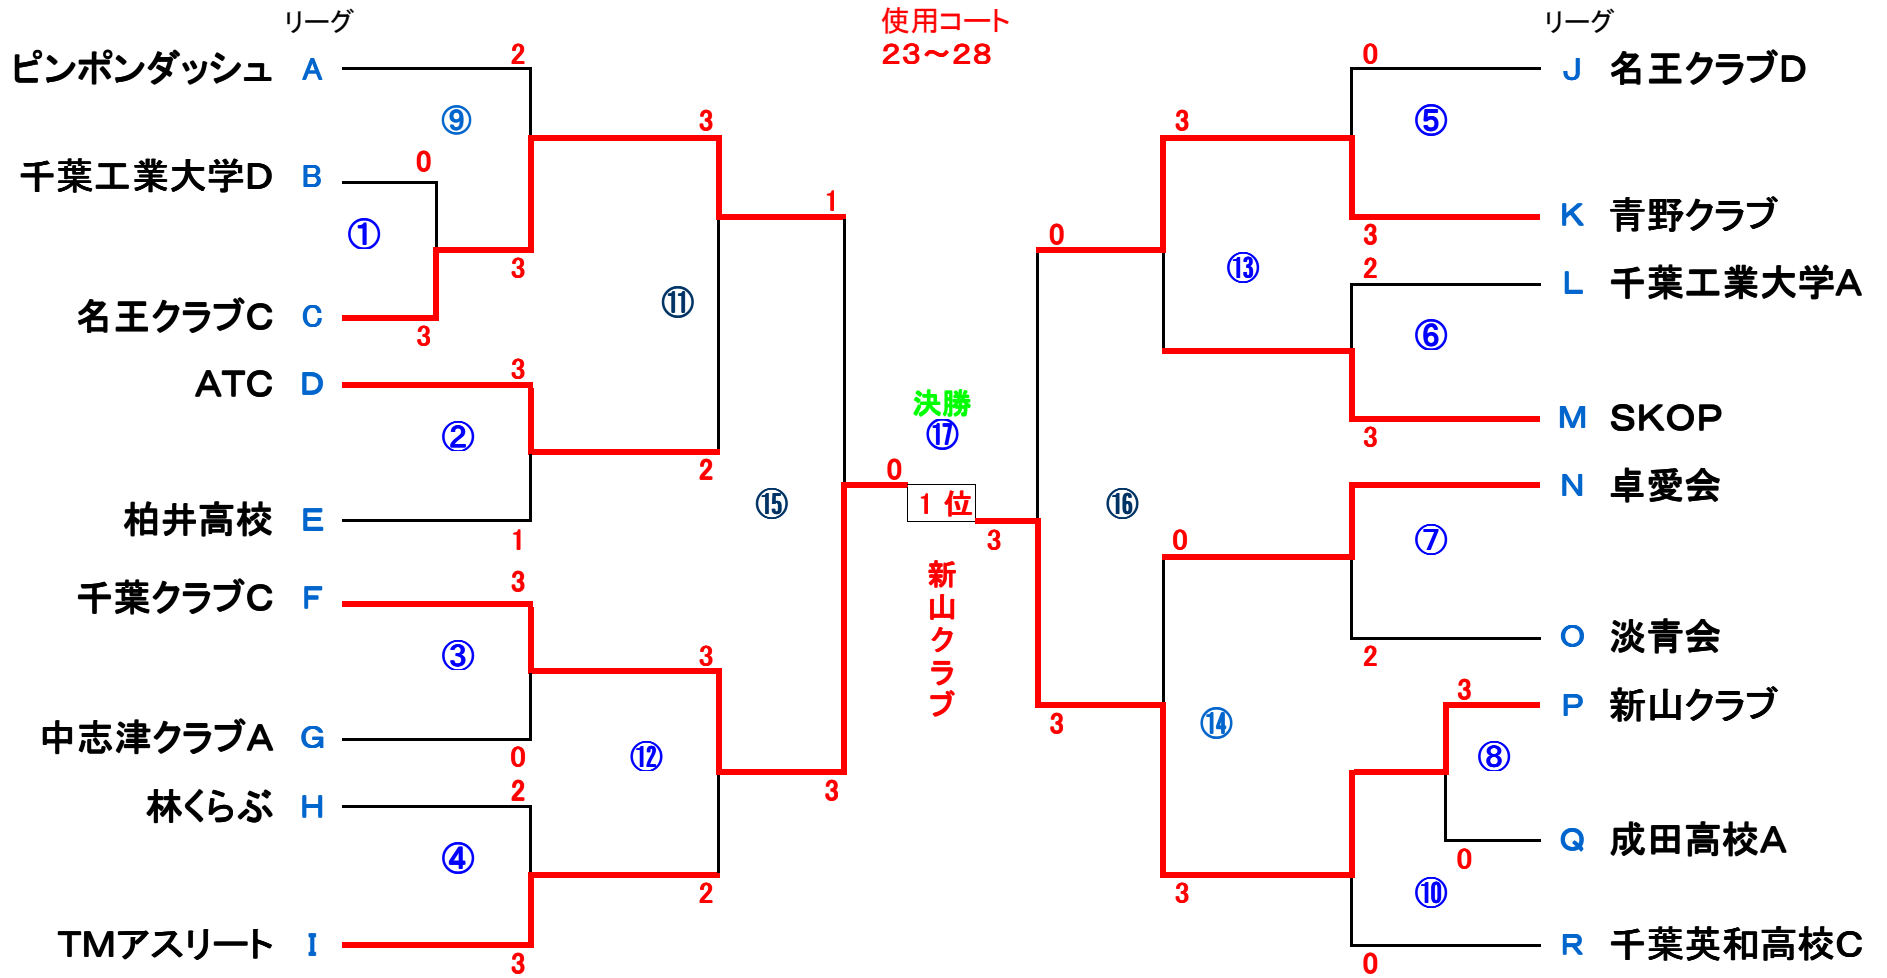 リーグ
使用コート
23～28
リーグ
ピンポンダッシュ A
2
⑨
千葉工業大学D B
0
①
3
名王クラブC C
3
3
⑪
ATC D
3
②
2
柏井高校 E
1
千葉クラブC F
3
③
3
中志津クラブA G
0
⑫
林くらぶ H
2
④
2
TMアスリート I
3
1
⑮
3
決勝
⑰
0
1 位
3
新山クラブ
0
⑯
3
3
⑬
0
⑭
3
0
J 名王クラブD
⑤
K 青野クラブ
3
2
L 千葉工業大学A
⑥
M SKOP
3
N 卓愛会
⑦
O 淡青会
2
3
P 新山クラブ
⑧
Q 成田高校A
0
⑩
R 千葉英和高校C
0